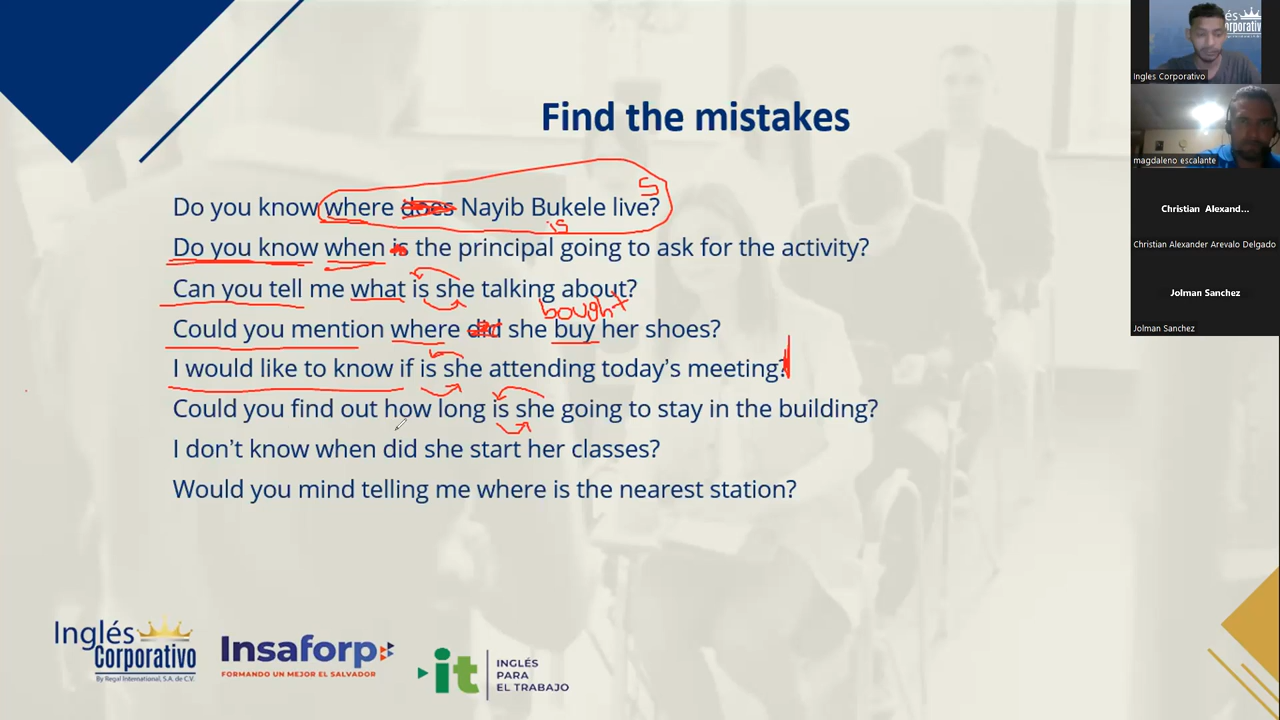 Find the mistakes
Do you know where does Nayib Bukele live?
s
is
Do you know when is the principal going to ask for the activity?
Can you tell me what is she talking about?
bought
Could you mention where did she buy her shoes?
I would like to know if is she attending today's meeting?
Could you find out how long is she going to stay in the building?
I don't know when did she start her classes?
Would you mind telling me where is the nearest station?
Inglés
Corporativo
By Regal International, S.A. de C.V.
Insaforp
FORMANDO UN MEJOR EL SALVADOR
it
INGLÉS
PARA
EL TRABAJO
Ingles Corporativo
magdaleno escalante
Christian Alexand...
Christian Alexander Arevalo Delgado
Jolman Sanchez
Jolman Sanchez